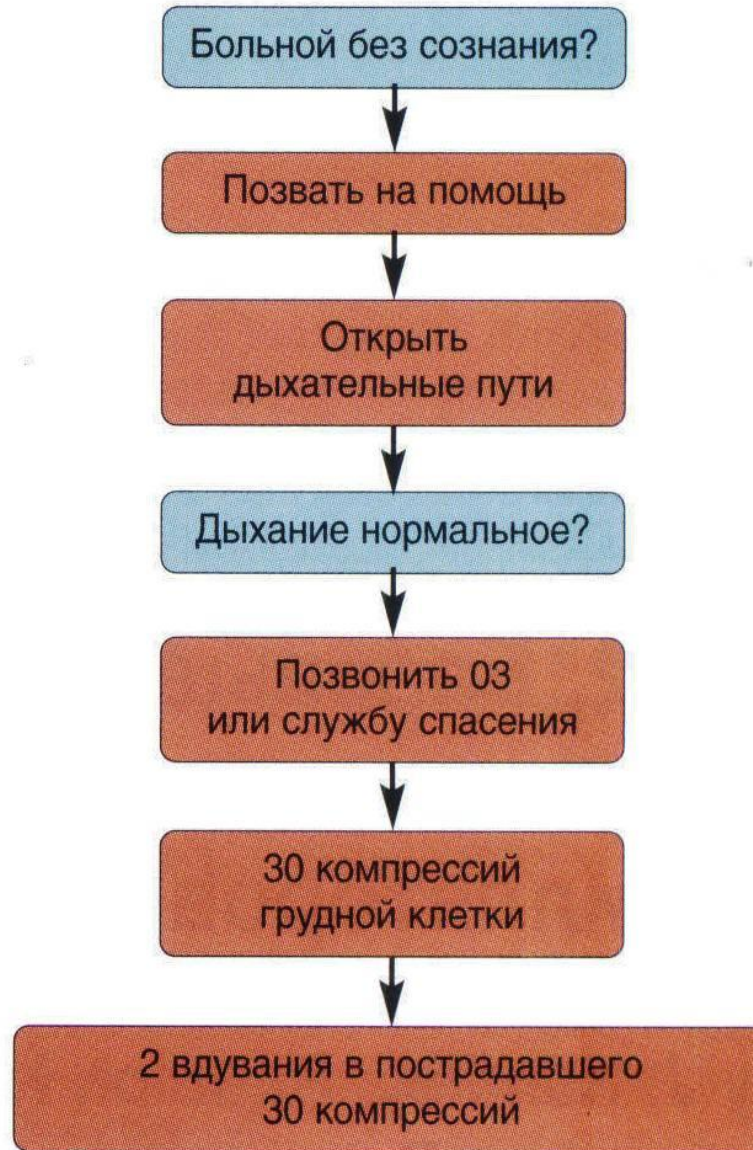 Больной без сознания?
Позвать на помощь
Открыть
дыхательные пути
Дыхание нормальное?
Позвонить 03
или службу спасения
30 компрессий
грудной клетки
2 вдувания в пострадавшего
30 компрессий